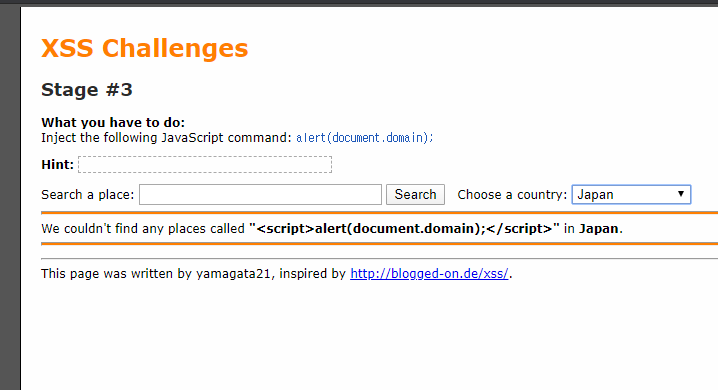 XSS Challenges
Stage #3
What you have to do:
Inject the following JavaScript command: alert(document.domain);
Hint:
Search a place: Search Choose a country: Japan
We couldn't find any places called "<script>alert(document.domain);</script>" in Japan.
This page was written by yamagata21, inspired by http://blogged-on.de/xss/.